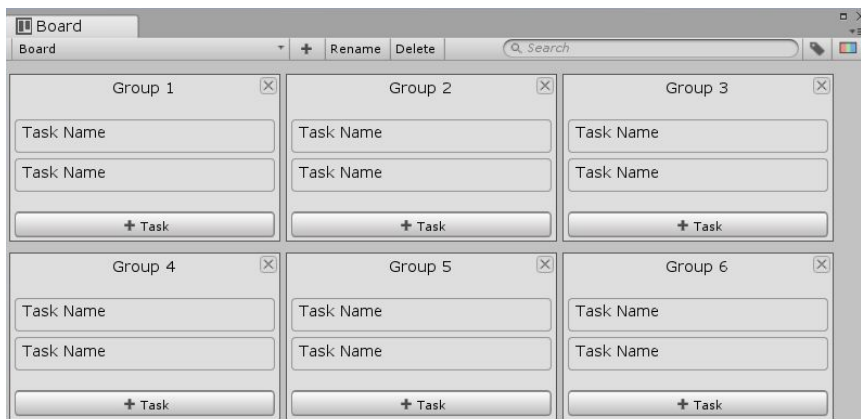 Board
Board + Rename Delete Search
Group 1 Group 2 Group 3
Task Name Task Name Task Name
Task Name Task Name Task Name
+ Task + Task + Task
Group 4 Group 5 Group 6
Task Name Task Name Task Name
Task Name Task Name Task Name
+ Task + Task + Task